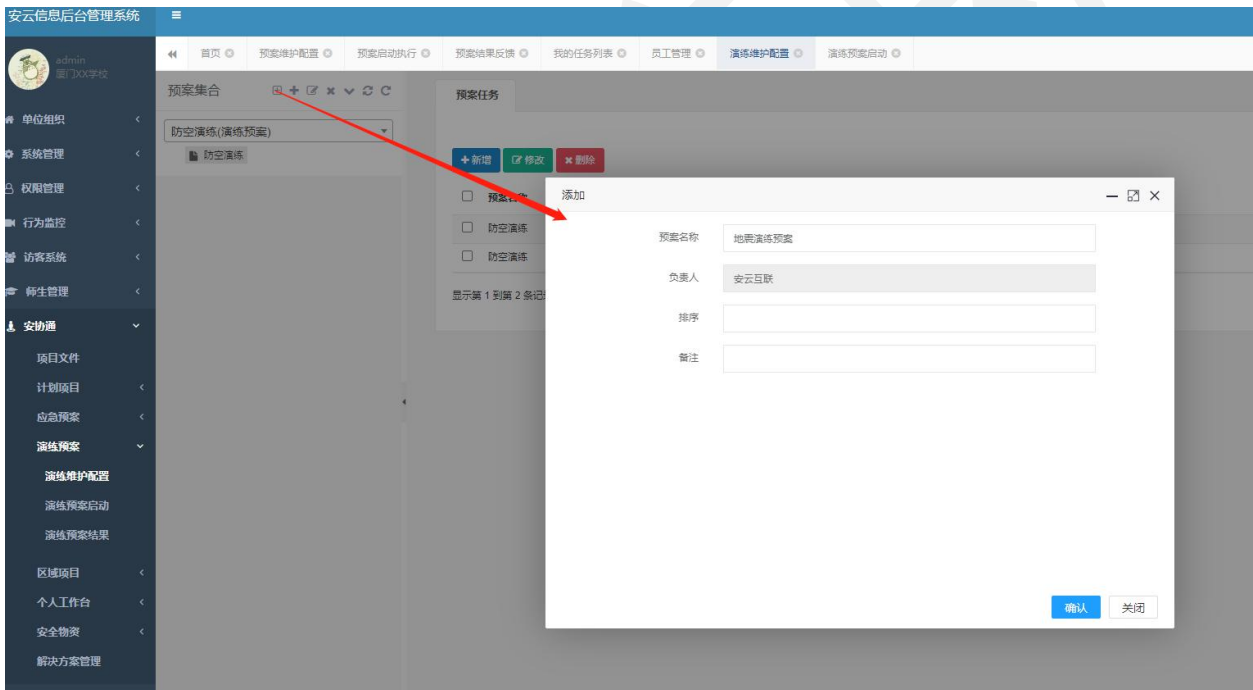 安云信息后台管理系统
admin
厦门XX学校
首页
预案维护配置
预案启动执行
预案结果反馈
我的任务列表
员工管理
演练维护配置
演练预案启动
单位组织
系统管理
权限管理
行为监控
访客系统
师生管理
安协通
项目文件
计划项目
应急预案
演练预案
演练维护配置
演练预案启动
演练预案结果
区域项目
个人工作台
安全物资
解决方案管理
预案集合
防空演练(演练预案)
防空演练
预案任务
新增 修改 删除
预案名称
防空演练
防空演练
显示第 1 到第 2 条记
添加
预案名称 地震演练预案
负责人 安云互联
排序
备注
确认 关闭